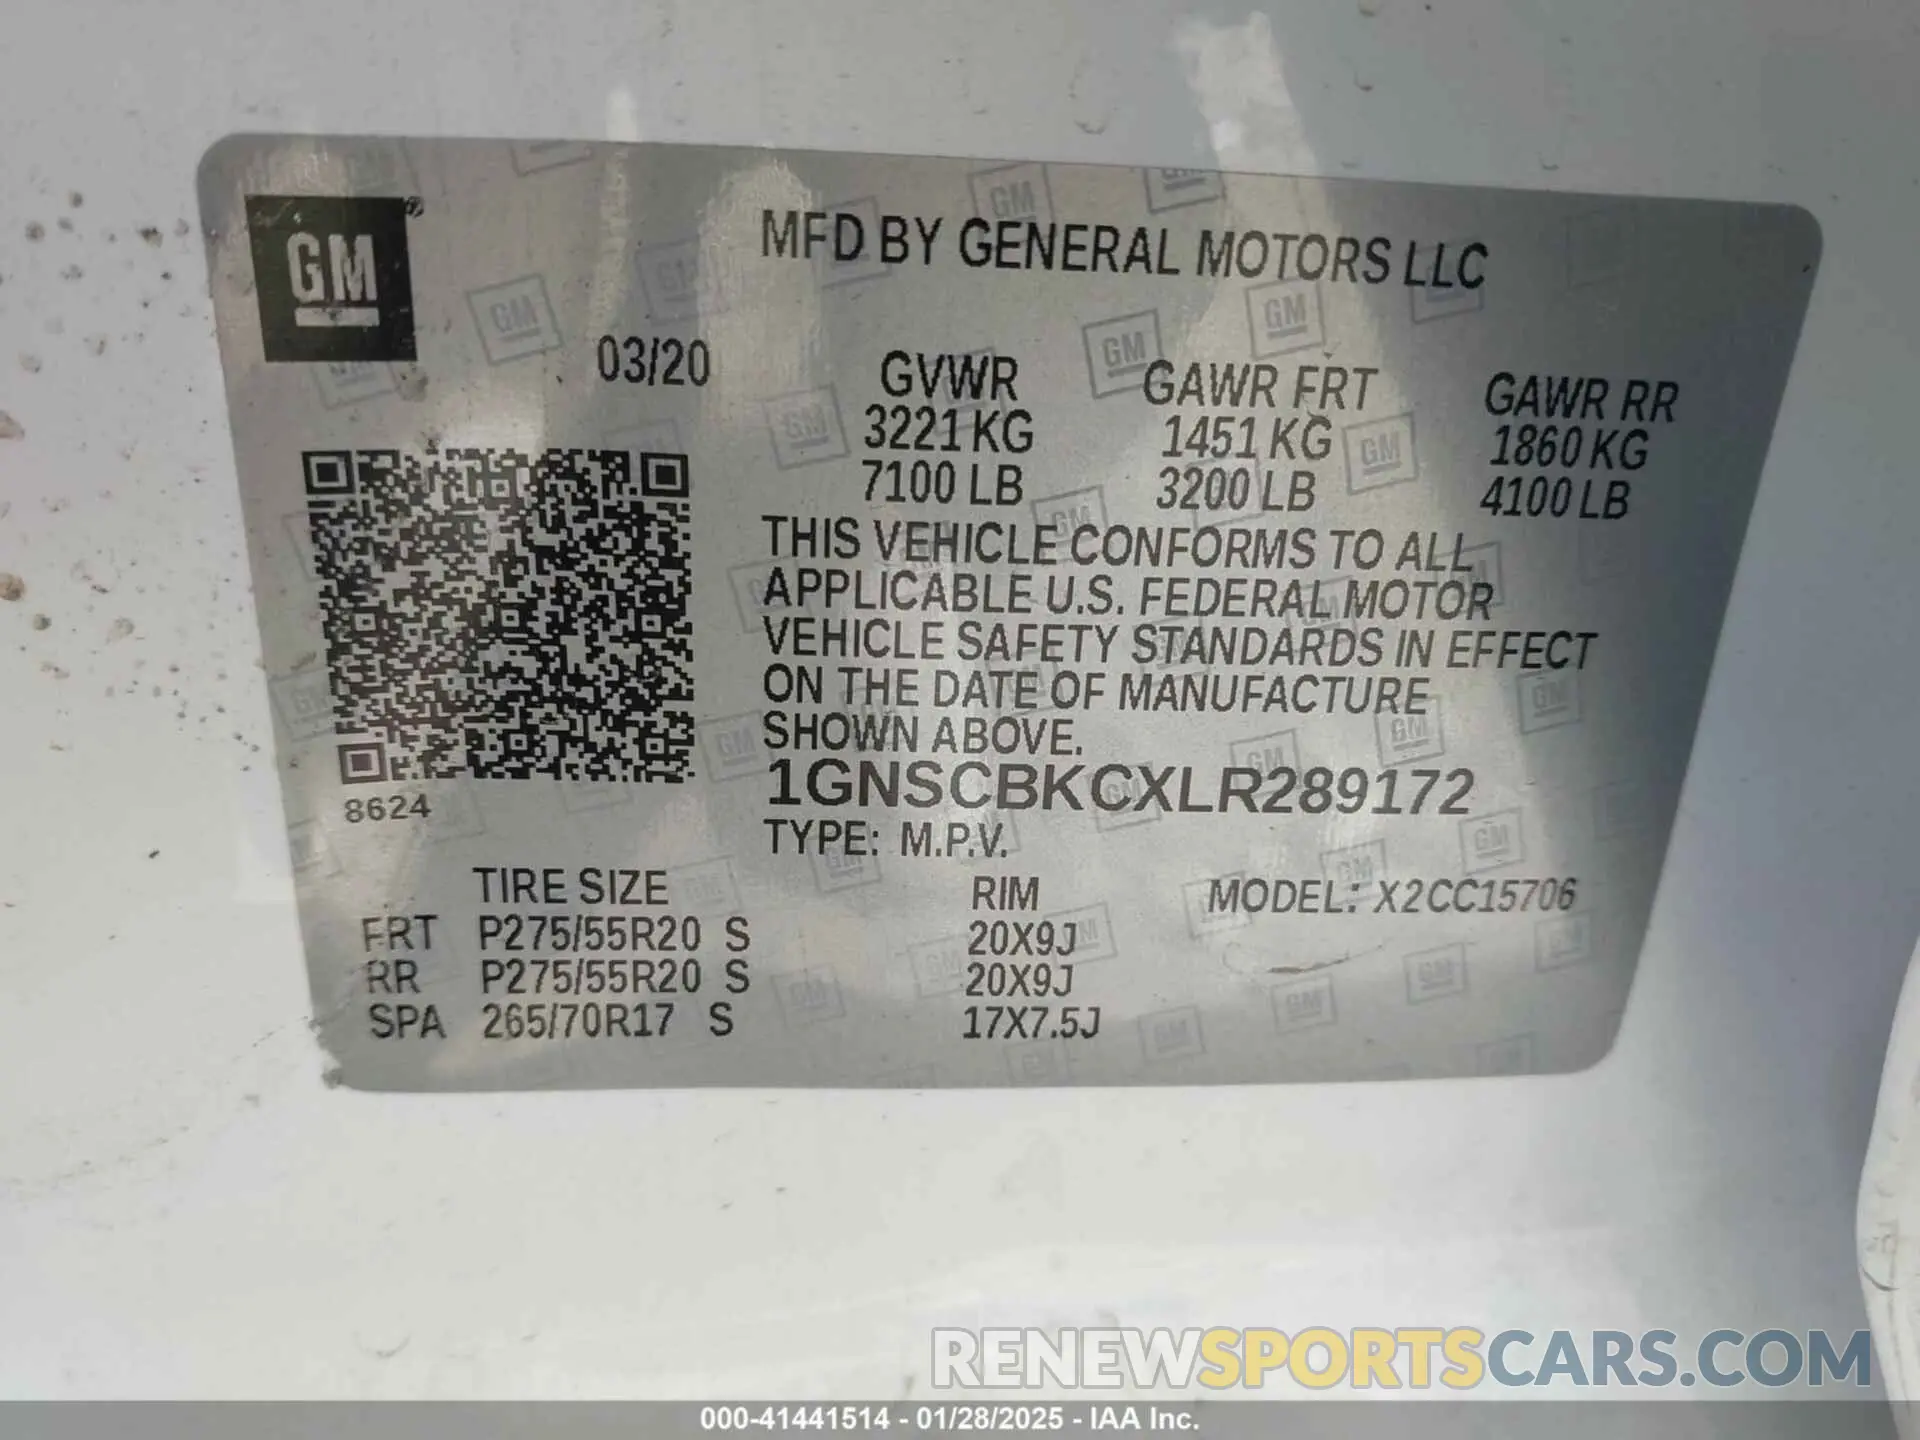 GM ®
MFD BY GENERAL MOTORS LLC
03/20
GVWR GAWR FRT GAWR RR
3221 KG 1451 KG 1860 KG
7100 LB 3200 LB 4100 LB
THIS VEHICLE CONFORMS TO ALL
APPLICABLE U.S. FEDERAL MOTOR
VEHICLE SAFETY STANDARDS IN EFFECT
ON THE DATE OF MANUFACTURE
SHOWN ABOVE.
1GNSCBKCXLR289172
8624
TYPE: M.P.V.
TIRE SIZE RIM MODEL: X2CC15706
FRT P275/55R20 S 20X9J
RR P275/55R20 S 20X9J
SPA 265/70R17 S 17X7.5J
RENEWSPORTSCARS.COM
000-41441514 - 01/28/2025 - IAA Inc.